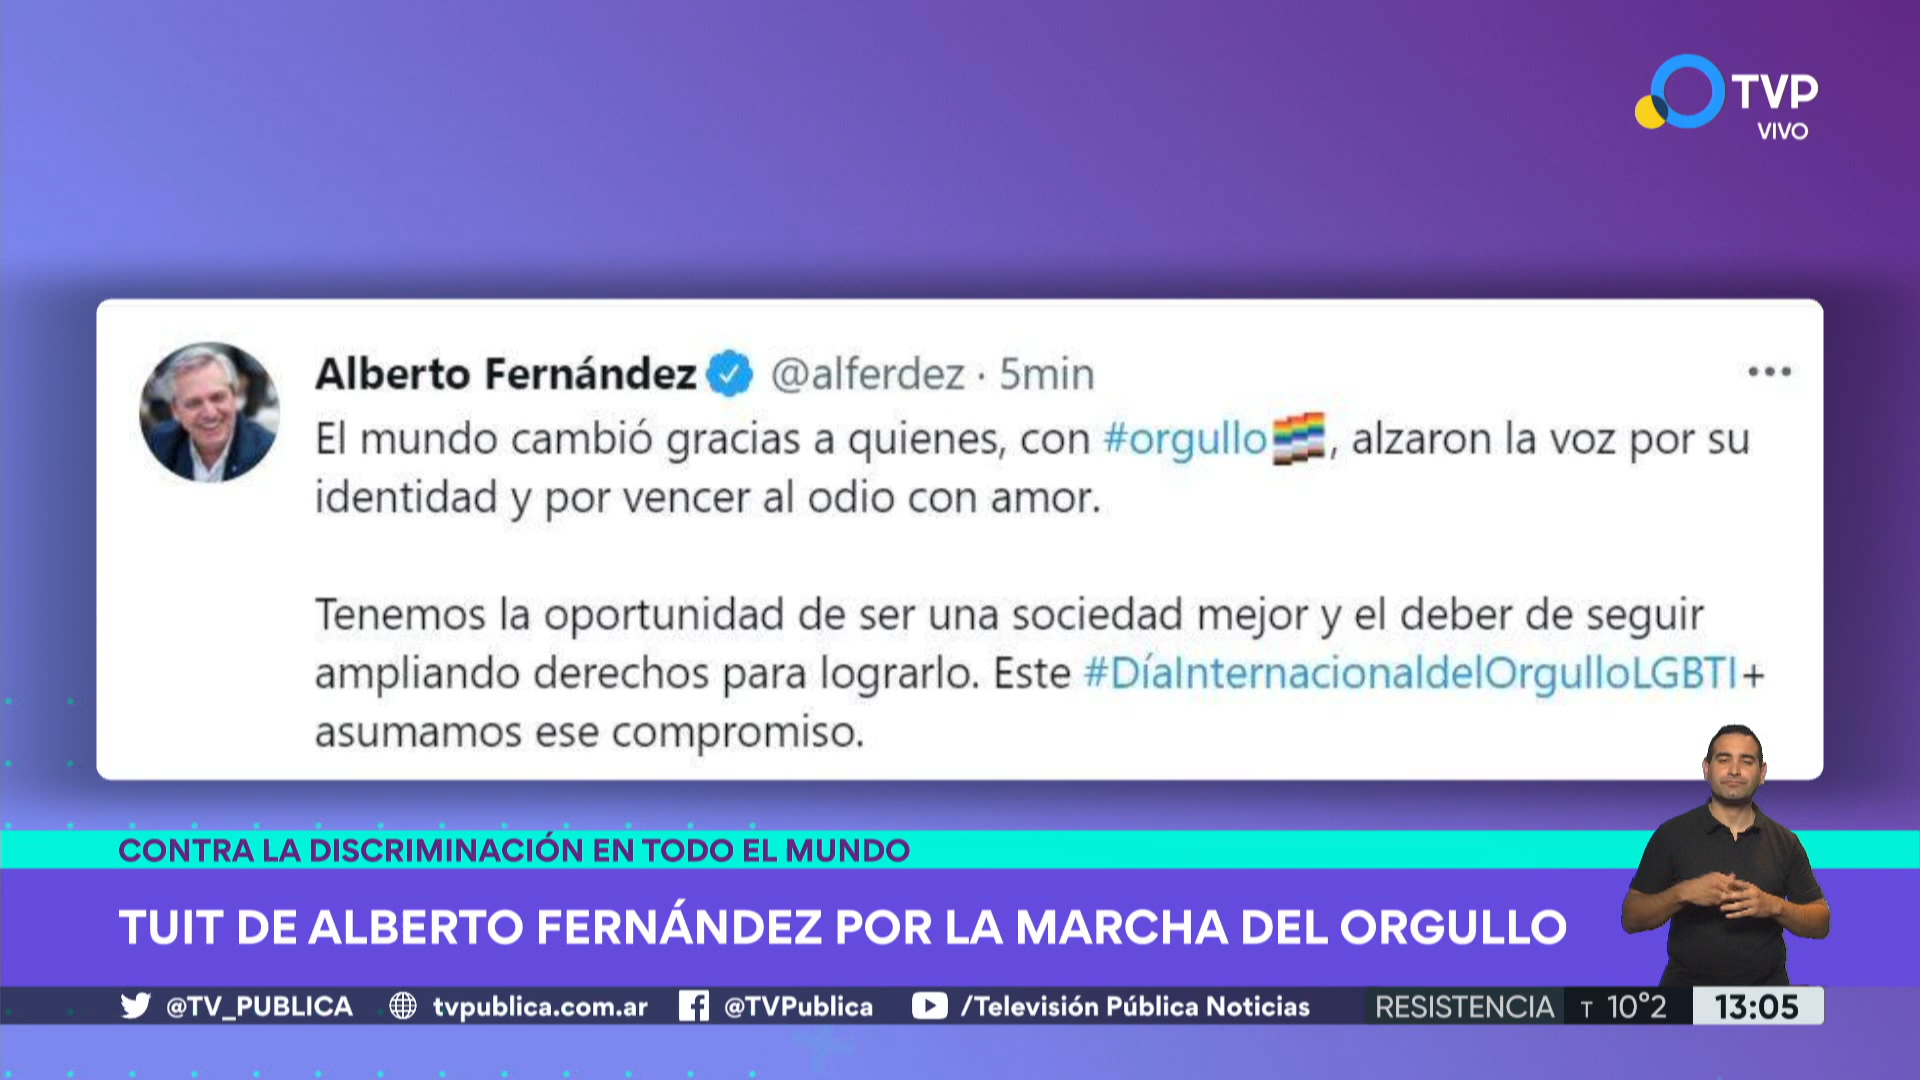 TVP
VIVO
Alberto Fernández @alferdez · 5min
El mundo cambió gracias a quienes, con #orgullo, alzaron la voz por su
identidad y por vencer al odio con amor.
Tenemos la oportunidad de ser una sociedad mejor y el deber de seguir
ampliando derechos para lograrlo. Este #DíaInternacionaldelOrgulloLGBTI+
asumamos ese compromiso.
CONTRA LA DISCRIMINACIÓN EN TODO EL MUNDO
TUIT DE ALBERTO FERNÁNDEZ POR LA MARCHA DEL ORGULLO
@TV_PUBLICA tvpublica.com.ar @TVPublica /Televisión Pública Noticias RESISTENCIA T 10°2 13:05